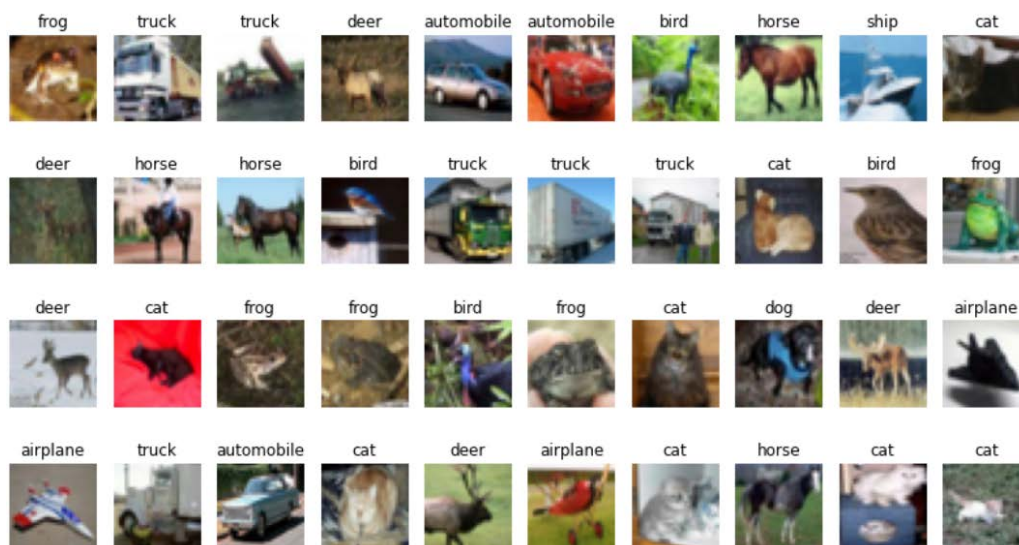 frog truck truck deer automobile automobile bird horse ship cat
deer horse horse bird truck truck truck cat bird frog
deer cat frog frog bird frog cat dog deer airplane
airplane truck automobile cat deer airplane cat horse cat cat